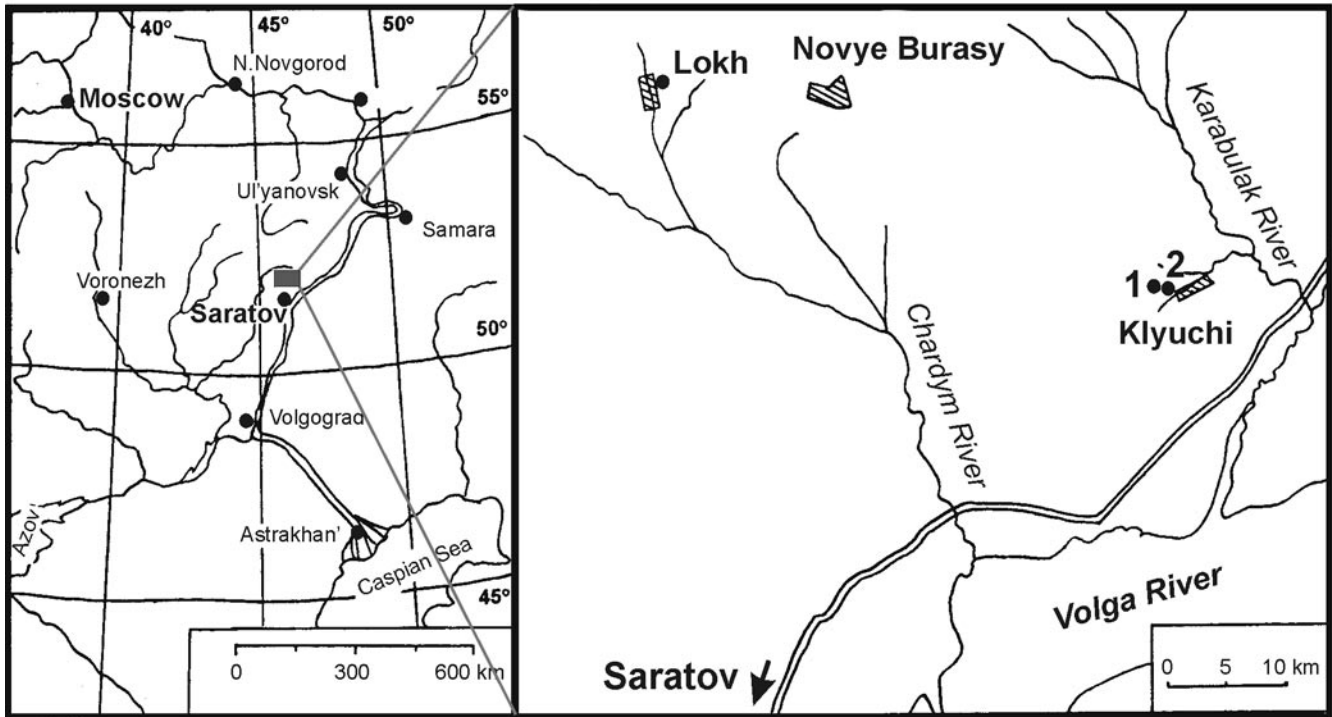 40°
45°
50°
N.Novgorod
Moscow
55°
Ul'yanovsk
Samara
Voronezh
Saratov
50°
Volgograd
Astrakhan'
Azov
Caspian Sea
45°
0 300 600 km
Lokh
Novye Burasy
Karabulak River
1 2
Klyuchi
Chardym River
Volga River
Saratov
0 5 10 km